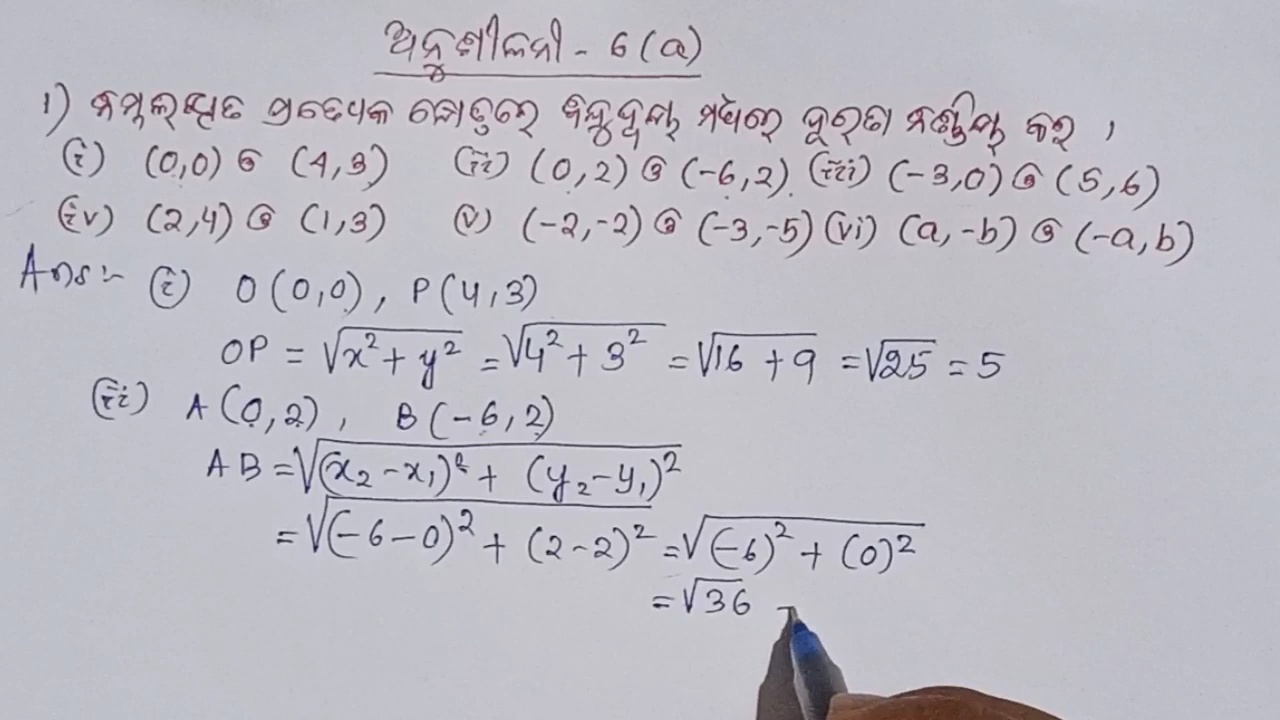 ଅନୁଶୀଳନୀ - 6 (a)
1) ନିମ୍ନଲିଖିତ ପ୍ରତ୍ୟେକ ଯୋଡ଼ିରେ ବିନ୍ଦୁଦ୍ୱୟ ମଧ୍ୟରେ ଦୂରତା ନିର୍ଣ୍ଣୟ କର ।
(i) (0,0) ଓ (4,3) (ii) (0,2) ଓ (-6,2) (iii) (-3,0) ଓ (5,6)
(iv) (2,4) ଓ (1,3) (v) (-2,-2) ଓ (-3,-5) (vi) (a,-b) ଓ (-a,b)
Ans:- (i) O(0,0), P(4,3)
OP = √x²+y² = √4²+3² = √16+9 = √25 = 5
(ii) A(0,2), B(-6,2)
AB = √(x₂-x₁)² + (y₂-y₁)²
= √(-6-0)² + (2-2)² = √(-6)² + (0)²
= √36